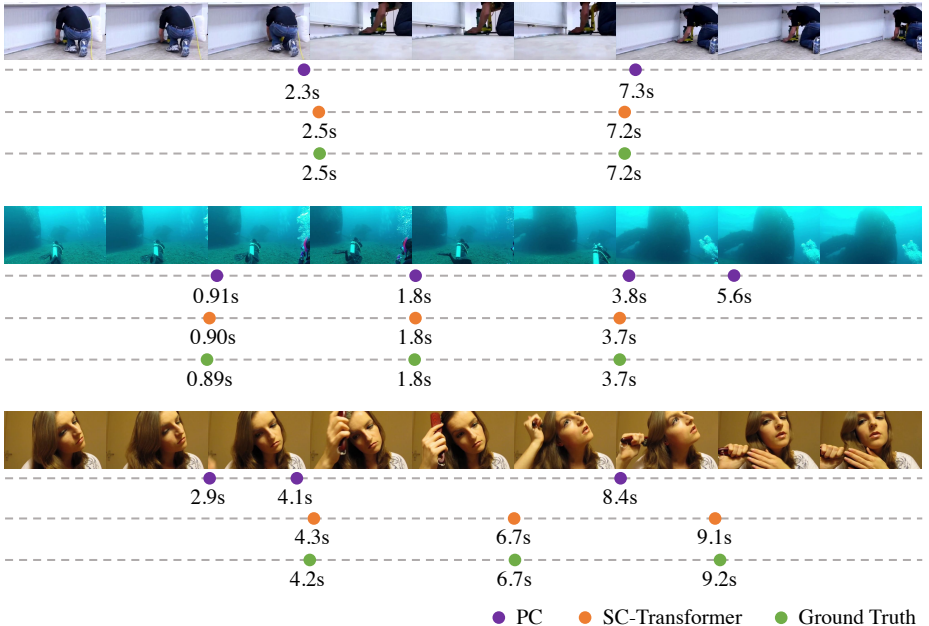 2.3s 7.3s
2.5s 7.2s
2.5s 7.2s
0.91s 1.8s 3.8s 5.6s
0.90s 1.8s 3.7s
0.89s 1.8s 3.7s
2.9s 4.1s 8.4s
4.3s 6.7s 9.1s
4.2s 6.7s 9.2s
PC SC-Transformer Ground Truth